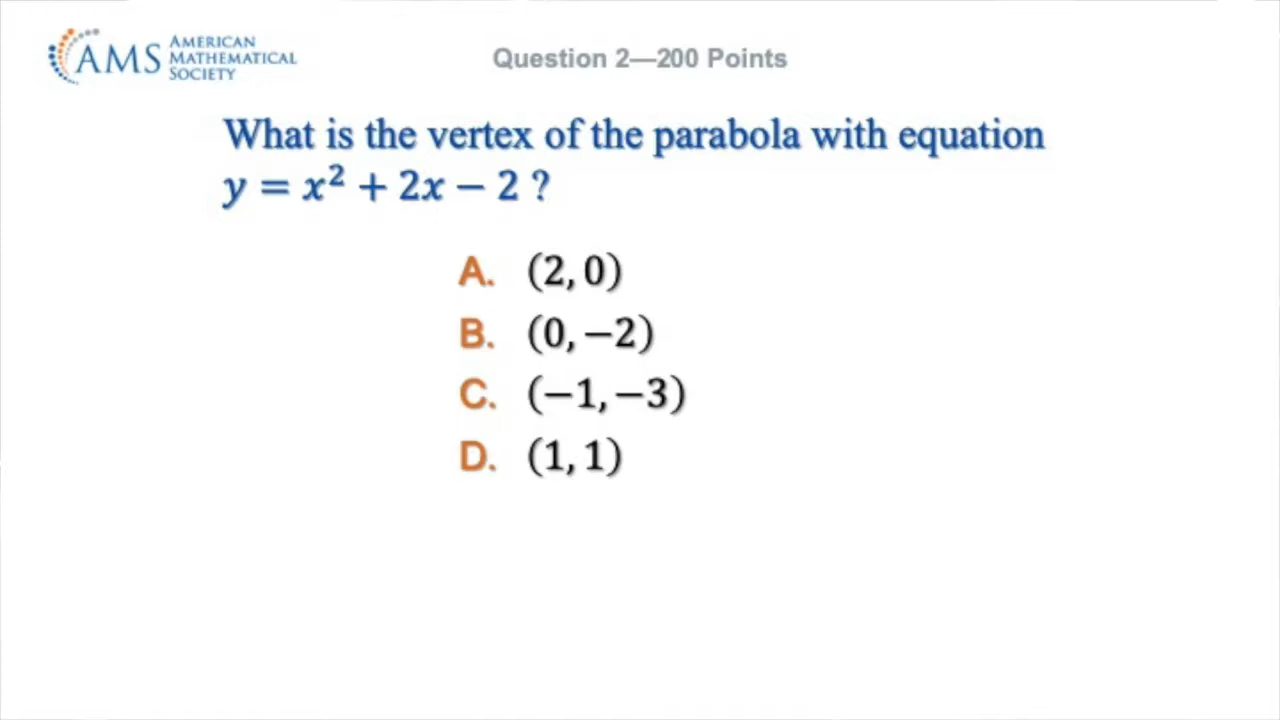 AMS AMERICAN
MATHEMATICAL
SOCIETY
Question 2—200 Points
What is the vertex of the parabola with equation
y = x² + 2x − 2 ?
A. (2, 0)
B. (0, −2)
C. (−1, −3)
D. (1, 1)